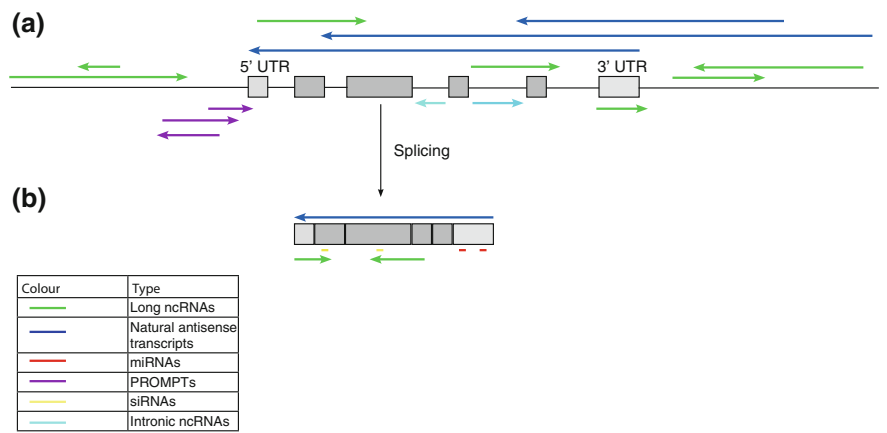 (a)
5' UTR
3' UTR
Splicing
(b)
Colour Type
Long ncRNAs
Natural antisense
transcripts
miRNAs
PROMPTs
siRNAs
Intronic ncRNAs